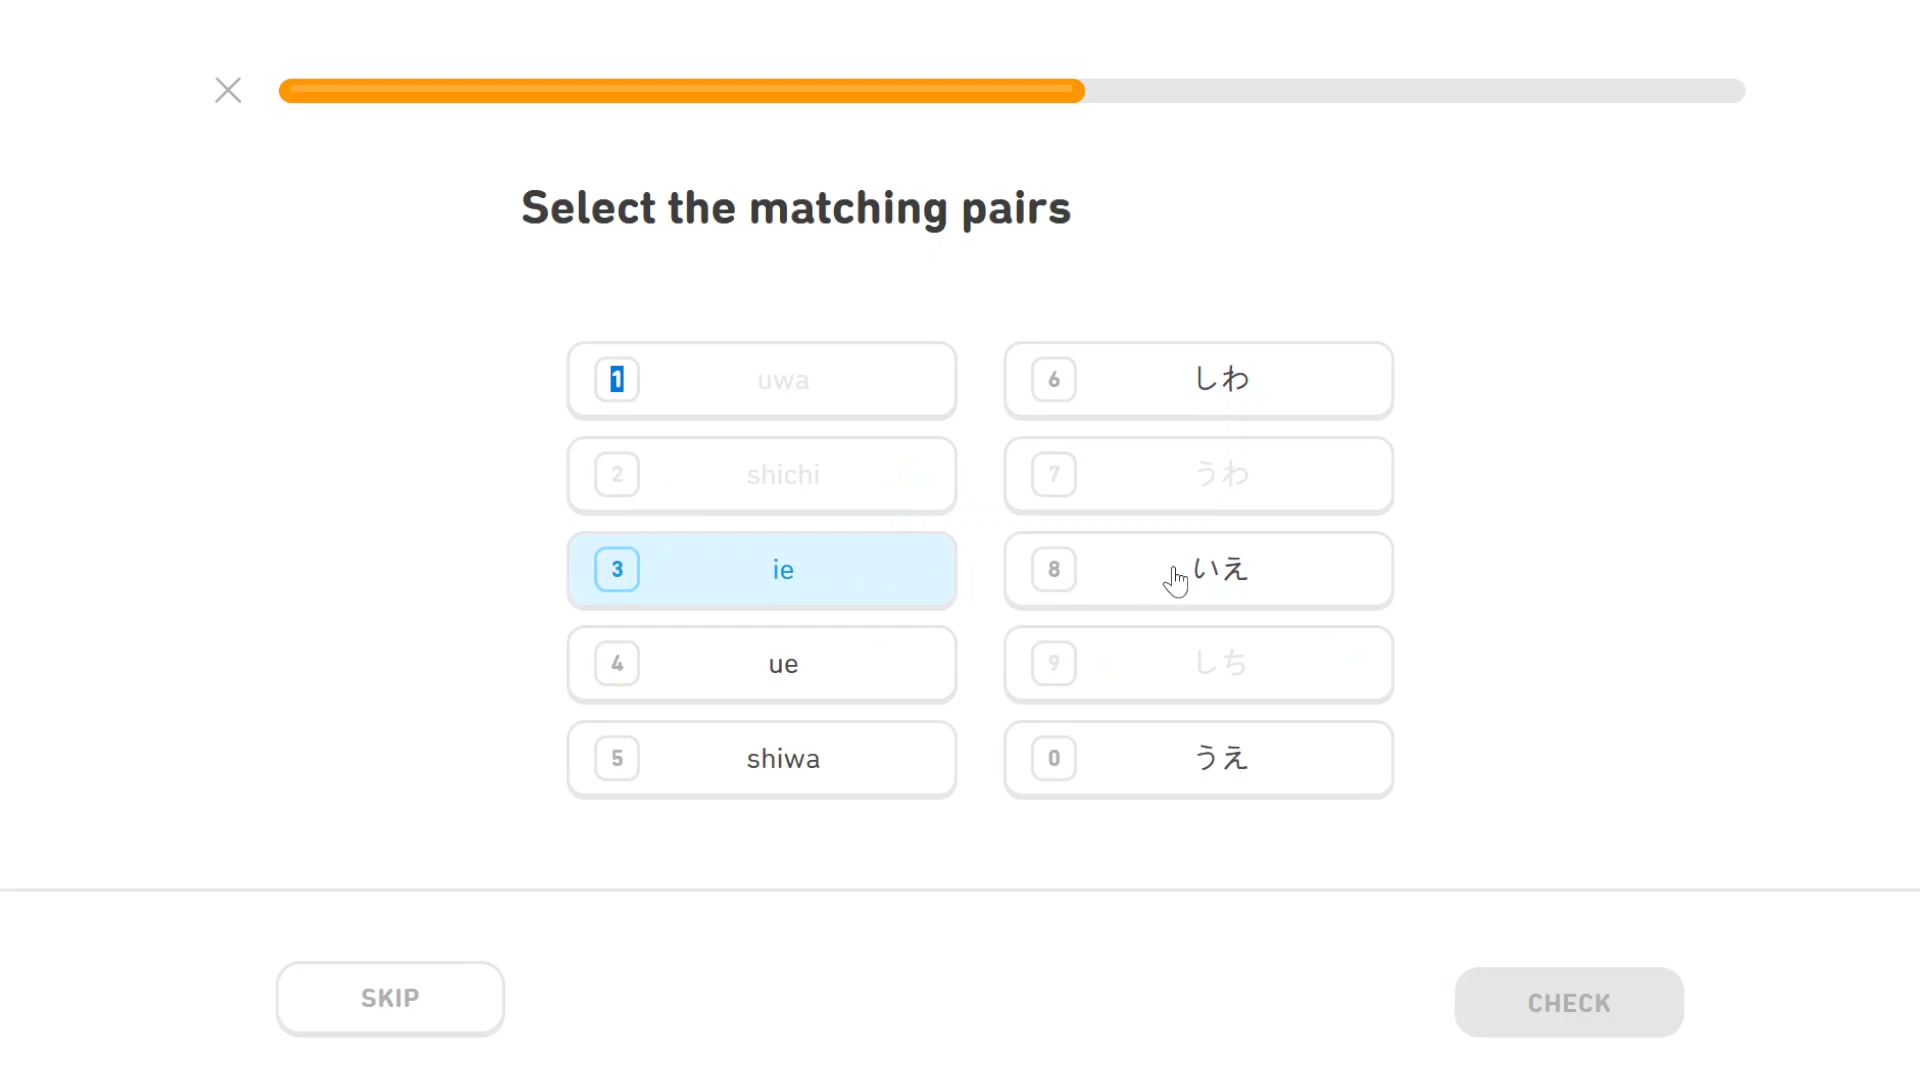 Select the matching pairs
1 uwa
6 しわ
2 shichi
7 うわ
3 ie
8 いえ
4 ue
9 しち
5 shiwa
0 うえ
SKIP
CHECK